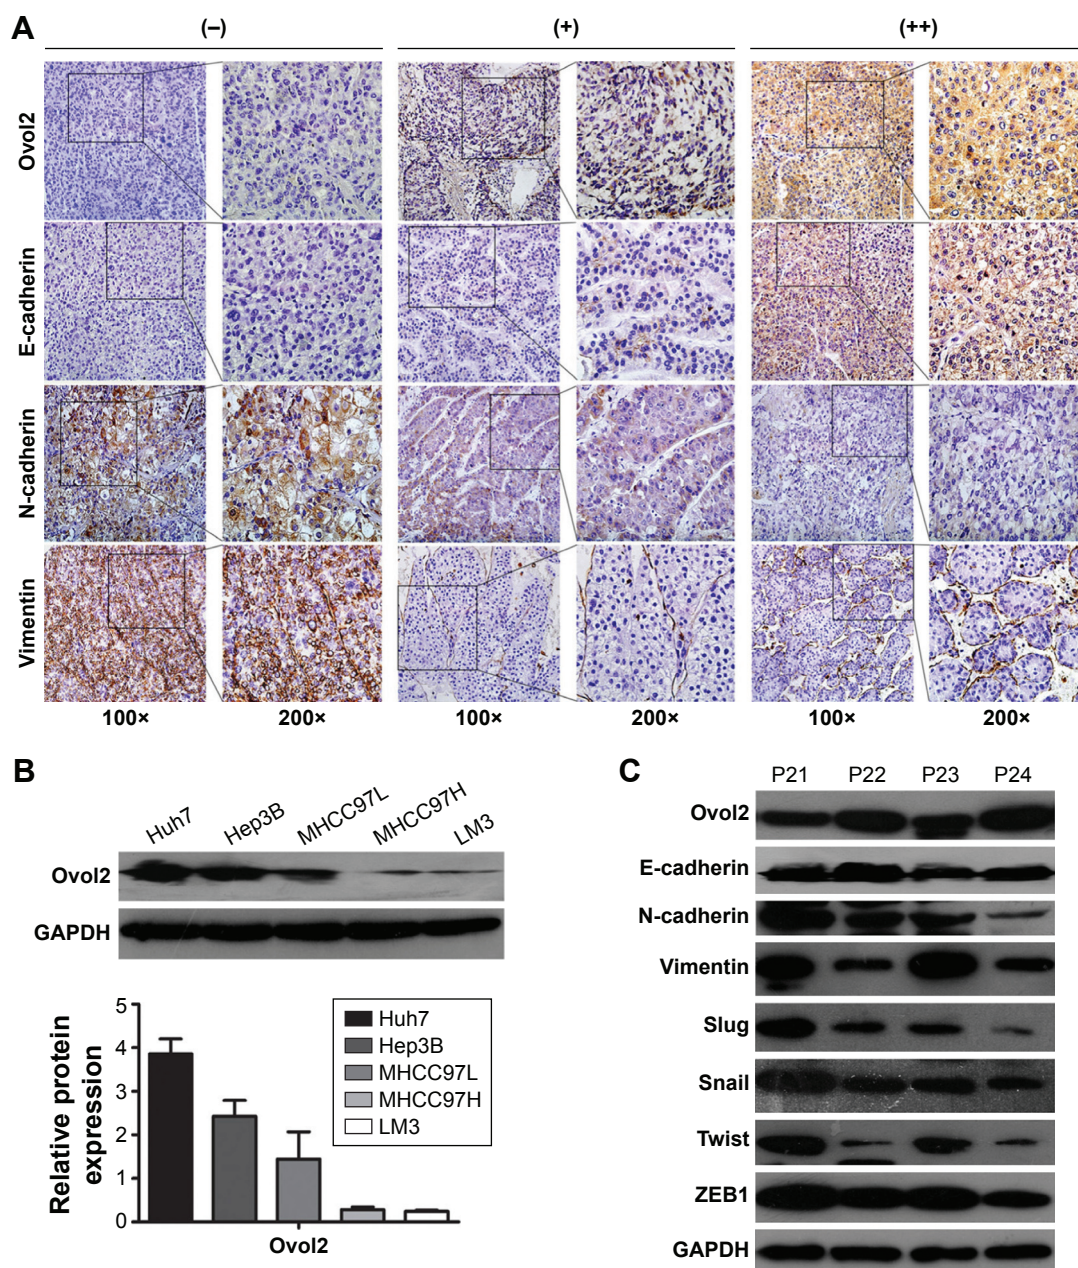 A
(–) (+) (++)
Ovol2
E-cadherin
N-cadherin
Vimentin
100× 200× 100× 200× 100× 200×
B
Huh7 Hep3B MHCC97L MHCC97H LM3
Ovol2
GAPDH
Relative protein
expression
5
4
3
2
1
0
Huh7
Hep3B
MHCC97L
MHCC97H
LM3
Ovol2
C
P21 P22 P23 P24
Ovol2
E-cadherin
N-cadherin
Vimentin
Slug
Snail
Twist
ZEB1
GAPDH